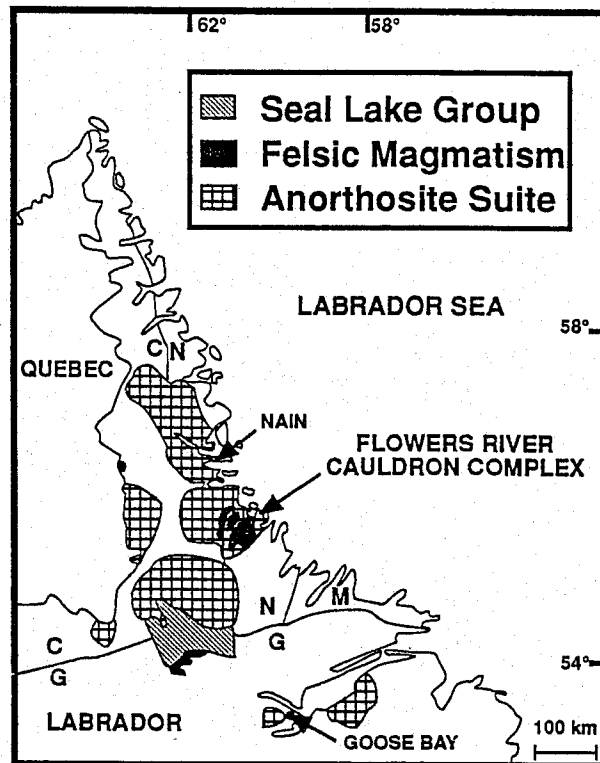 62° 58°
Seal Lake Group
Felsic Magmatism
Anorthosite Suite
LABRADOR SEA
58°
C N
QUEBEC
NAIN
FLOWERS RIVER
CAULDRON COMPLEX
N M
C G
G
54°
LABRADOR
GOOSE BAY
100 km